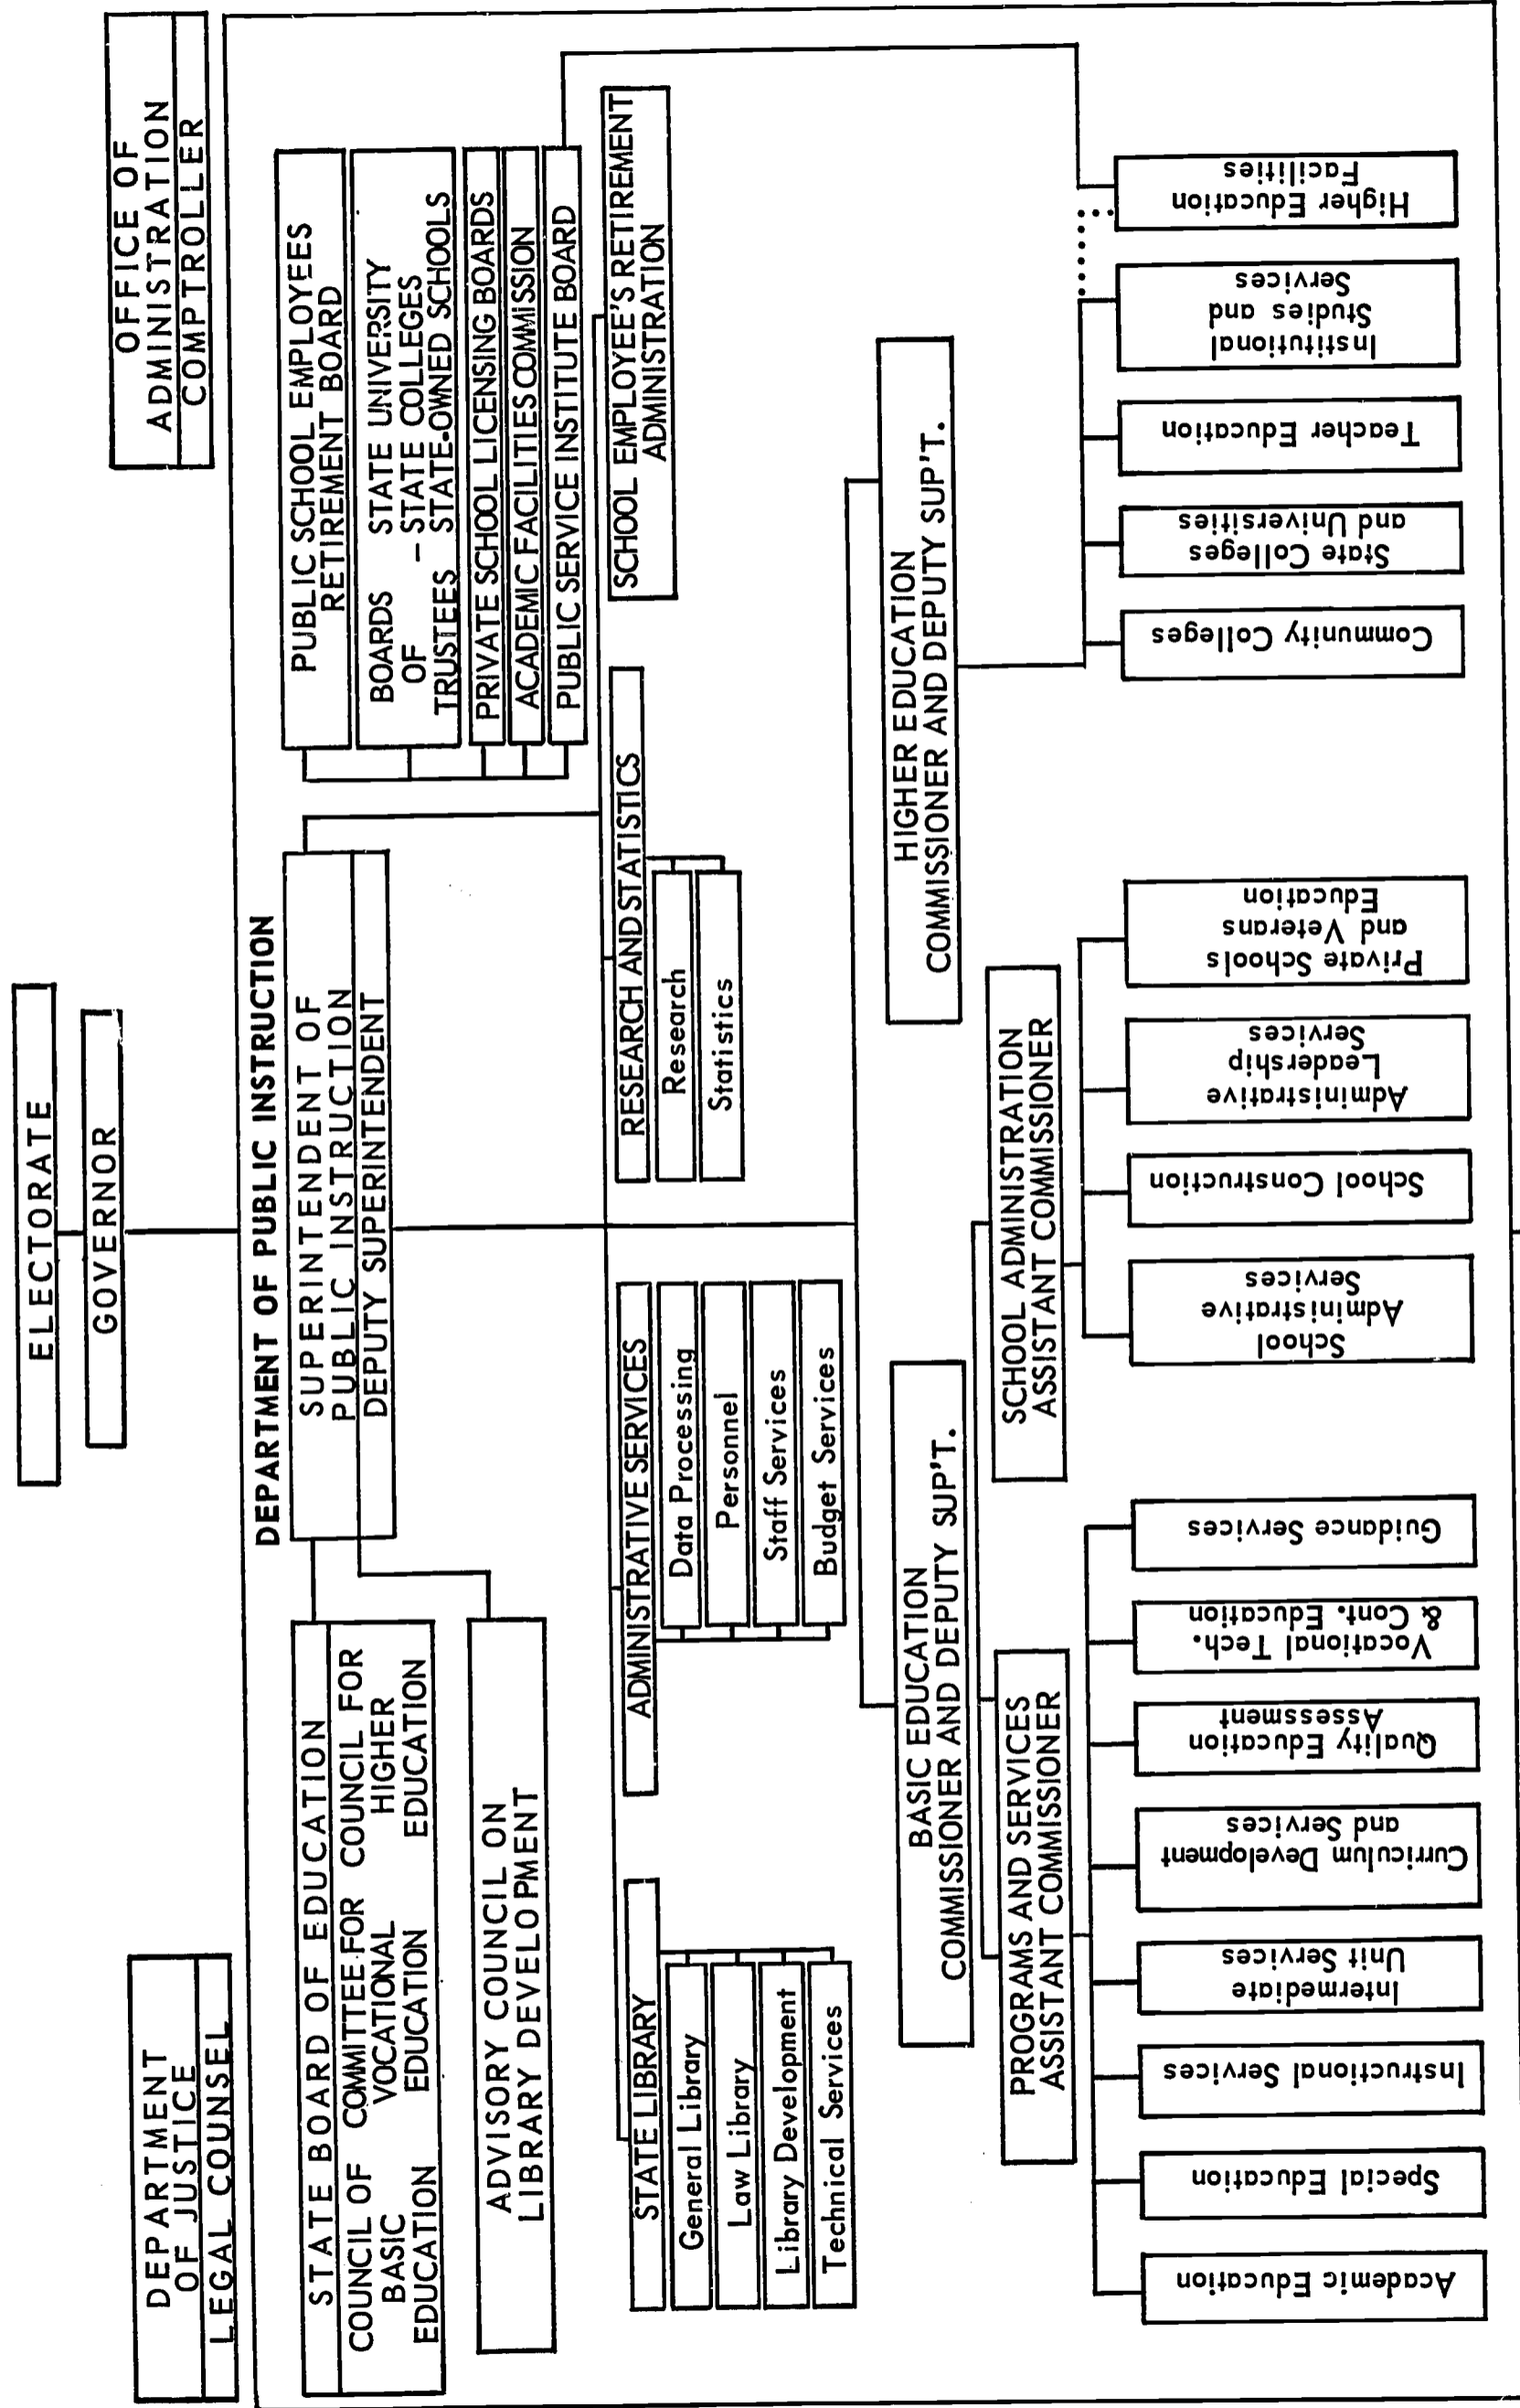 ELECTORATE
GOVERNOR
DEPARTMENT
OF JUSTICE
LEGAL COUNSEL
OFFICE OF
ADMINISTRATION
COMPTROLLER
DEPARTMENT OF PUBLIC INSTRUCTION
STATE BOARD OF EDUCATION
COUNCIL OF
BASIC
EDUCATION
COMMITTEE FOR
VOCATIONAL
EDUCATION
COUNCIL FOR
HIGHER
EDUCATION
SUPERINTENDENT OF
PUBLIC INSTRUCTION
DEPUTY SUPERINTENDENT
PUBLIC SCHOOL EMPLOYEES
RETIREMENT BOARD
BOARDS
OF
TRUSTEES
STATE UNIVERSITY
– STATE COLLEGES
STATE-OWNED SCHOOLS
PRIVATE SCHOOL LICENSING BOARDS
ACADEMIC FACILITIES COMMISSION
PUBLIC SERVICE INSTITUTE BOARD
ADVISORY COUNCIL ON
LIBRARY DEVELOPMENT
STATE LIBRARY
General Library
Law Library
Library Development
Technical Services
ADMINISTRATIVE SERVICES
Data Processing
Personnel
Staff Services
Budget Services
RESEARCH AND STATISTICS
Research
Statistics
SCHOOL EMPLOYE'S RETIREMENT
ADMINISTRATION
BASIC EDUCATION
COMMISSIONER AND DEPUTY SUP'T.
HIGHER EDUCATION
COMMISSIONER AND DEPUTY SUP'T.
PROGRAMS AND SERVICES
ASSISTANT COMMISSIONER
SCHOOL ADMINISTRATION
ASSISTANT COMMISSIONER
Academic Education
Special Education
Instructional Services
Intermediate
Unit Services
Curriculum Development
and Services
Quality Education
Assessment
Vocational Tech.
& Cont. Education
Guidance Services
School
Administrative
Services
School Construction
Administrative
Leadership
Services
Private Schools
and Veterans
Education
Community Colleges
State Colleges
and Universities
Teacher Education
Institutional
Studies and
Services
Higher Education
Facilities